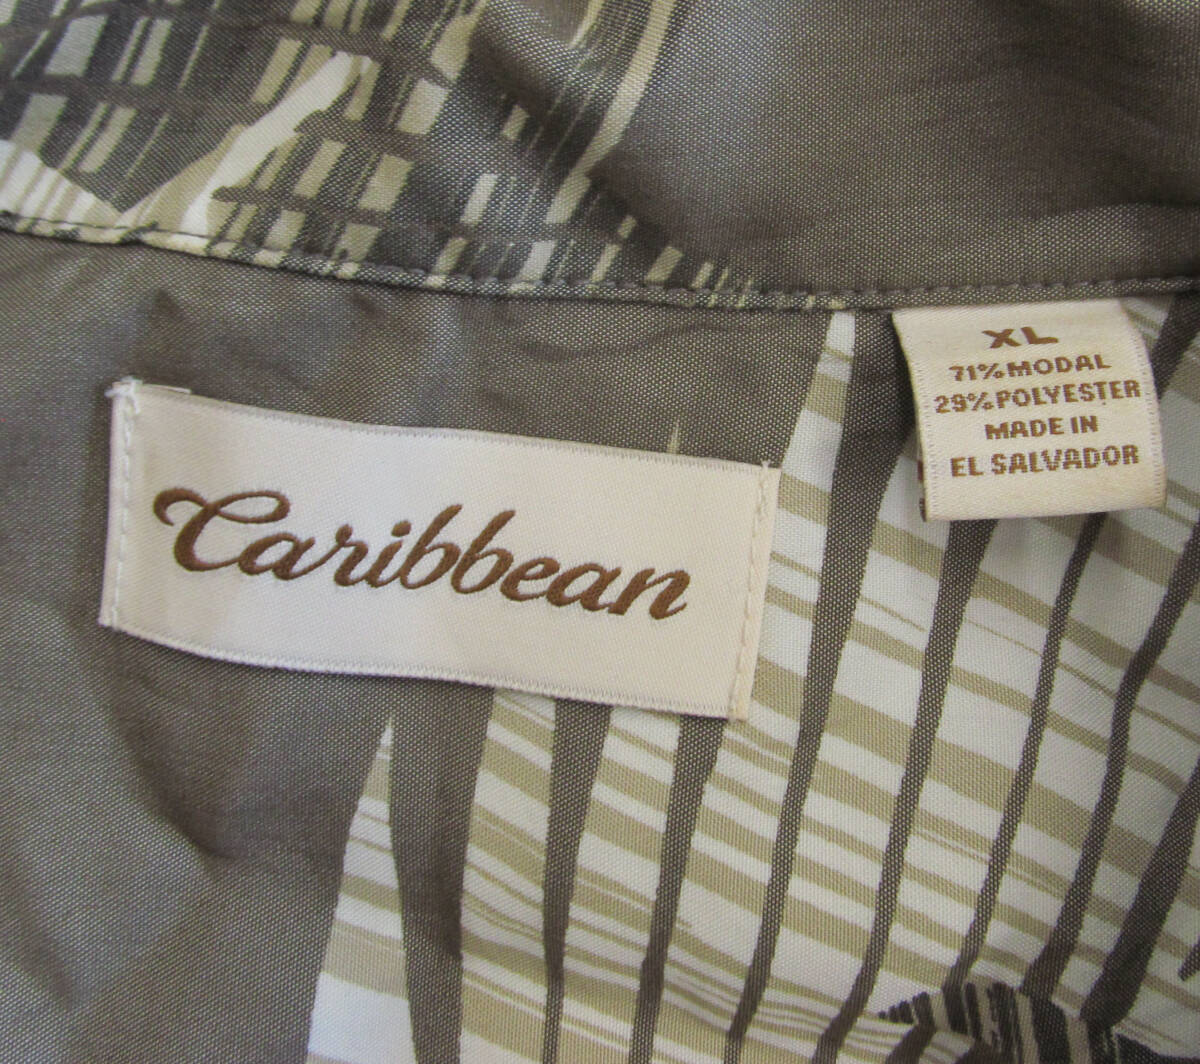 Caribbean
XL
71% MODAL
29% POLYESTER
MADE IN
EL SALVADOR